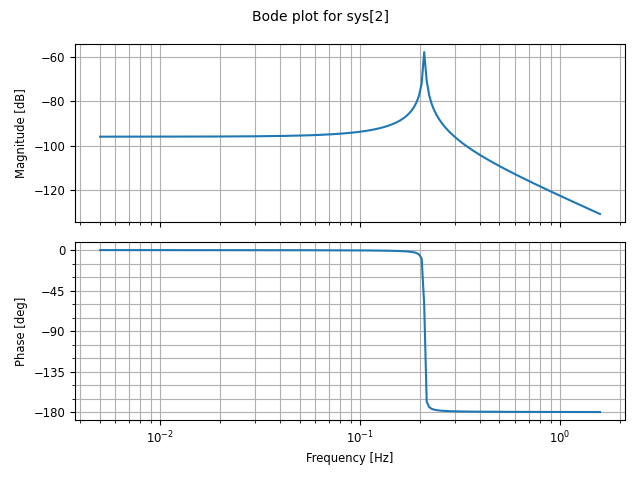 Bode plot for sys[2]
−60
−80
−100
−120
Magnitude [dB]
0
−45
−90
−135
−180
Phase [deg]
10⁻² 10⁻¹ 10⁰
Frequency [Hz]